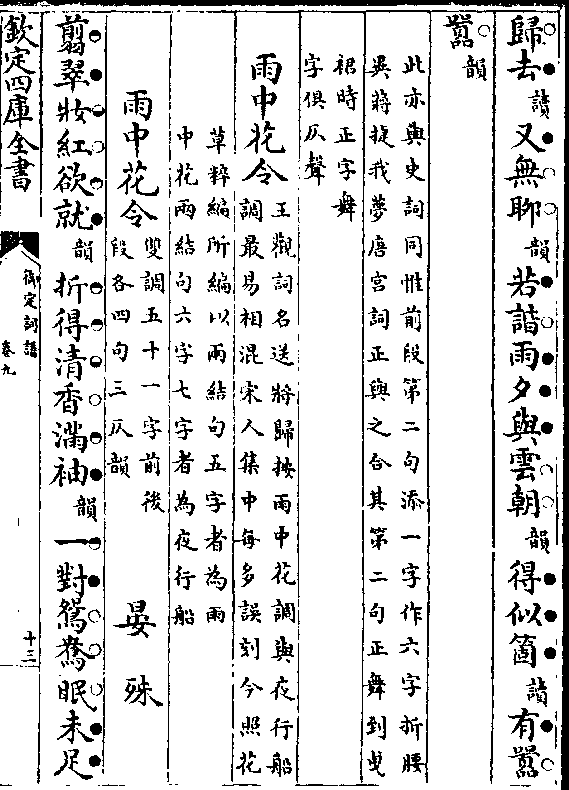 歸去讀又無聊韻若諧雨夕與雲朝韻得似箇讀有囂
囂韻
此亦與史詞同惟前段第二句添一字作六字折腰
異蔣捷我夢唐宮詞正與之合其第二句正舞到曳
裾時正字舞
字俱仄聲
雨中花令王觀詞名送將歸按雨中花調與夜行船
調最易相混宋人集中每多誤刻今照花
草粹編所編以兩結句五字者為雨
中花兩結句六字七字者為夜行船
雨中花令雙調五十一字前後
段各四句三仄韻
晏殊
翦翠妝紅欲就韻折得清香滿袖韻一對鴛鴦眠未足
欽定四庫全書
御定詞譜
卷九
十三